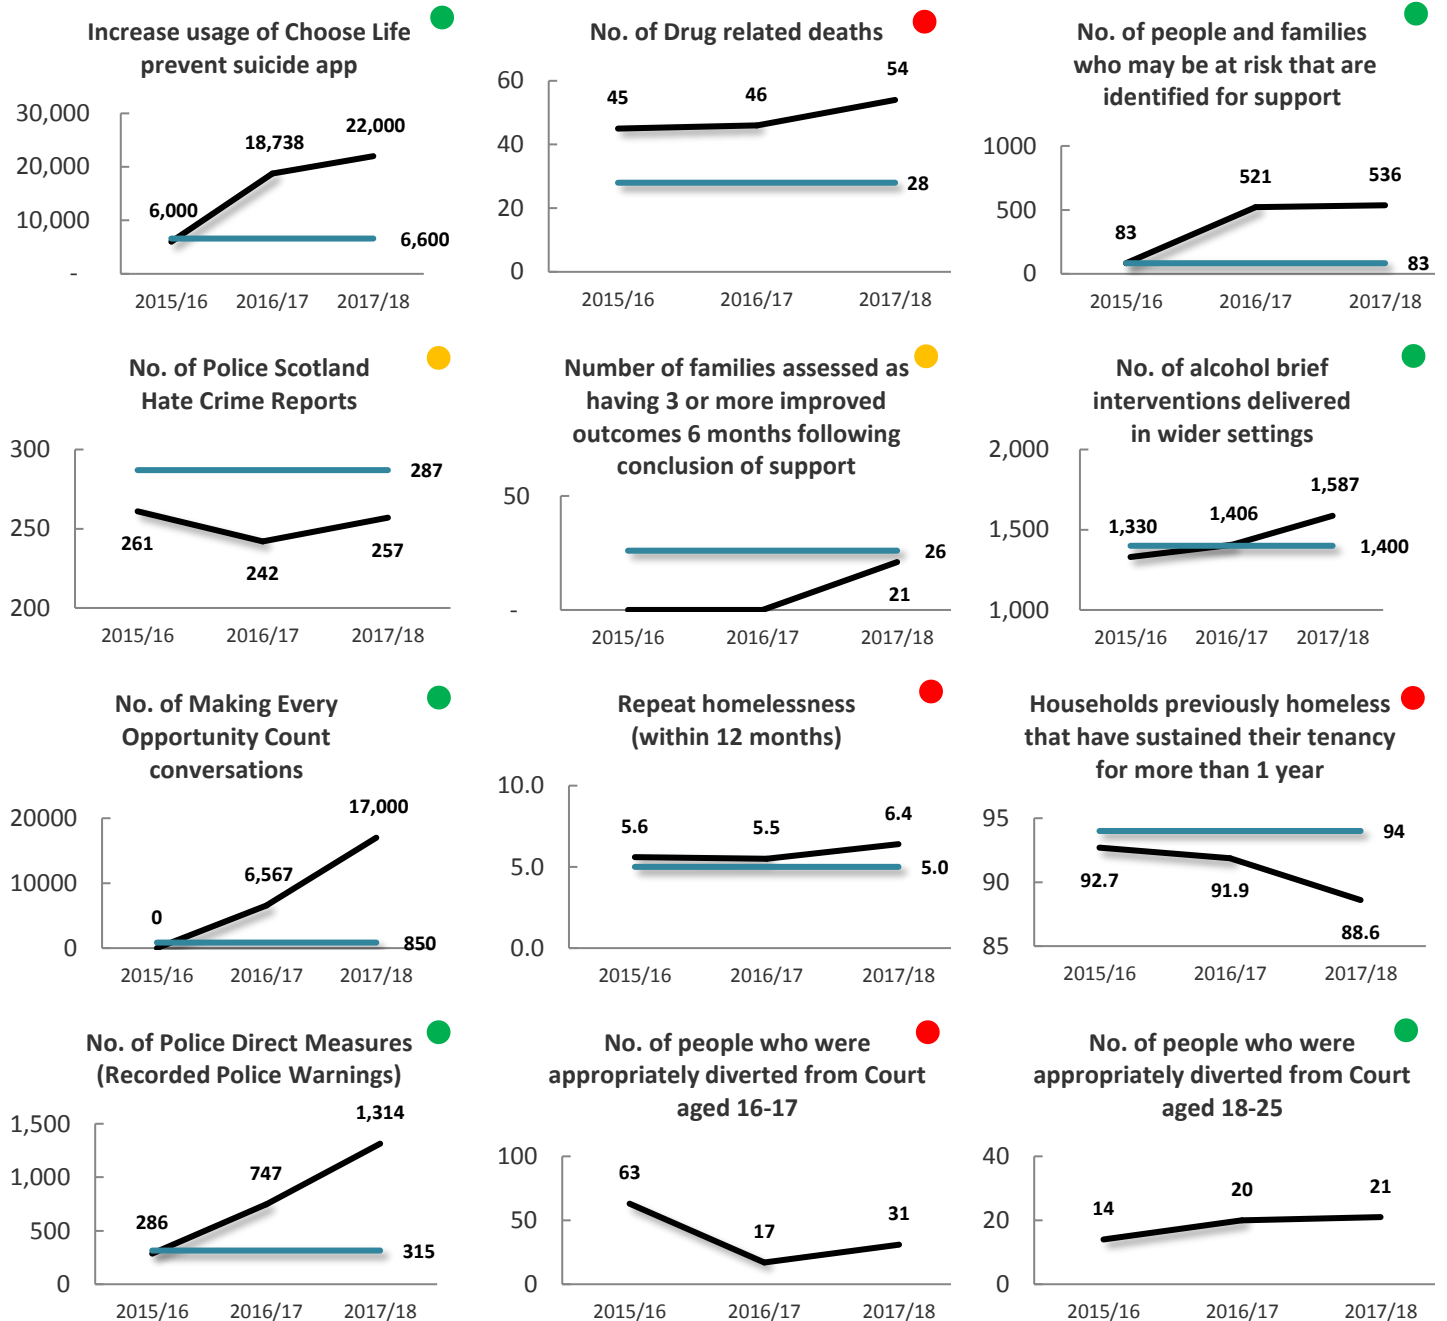 Increase usage of Choose Life
prevent suicide app
30,000
20,000
10,000
-
6,000
18,738
22,000
6,600
2015/16 2016/17 2017/18
No. of Drug related deaths
60
40
20
0
45
46
54
28
2015/16 2016/17 2017/18
No. of people and families
who may be at risk that are
identified for support
1000
500
0
83
521
536
83
2015/16 2016/17 2017/18
No. of Police Scotland
Hate Crime Reports
300
250
200
287
261
242
257
2015/16 2016/17 2017/18
Number of families assessed as
having 3 or more improved
outcomes 6 months following
conclusion of support
50
-
26
21
2015/16 2016/17 2017/18
No. of alcohol brief
interventions delivered
in wider settings
2,000
1,500
1,000
1,330
1,406
1,587
1,400
2015/16 2016/17 2017/18
No. of Making Every
Opportunity Count
conversations
20000
10000
0
0
6,567
17,000
850
2015/16 2016/17 2017/18
Repeat homelessness
(within 12 months)
10.0
5.0
0.0
5.6
5.5
6.4
5.0
2015/16 2016/17 2017/18
Households previously homeless
that have sustained their tenancy
for more than 1 year
95
90
85
94
92.7
91.9
88.6
2015/16 2016/17 2017/18
No. of Police Direct Measures
(Recorded Police Warnings)
1,500
1,000
500
0
286
747
1,314
315
2015/16 2016/17 2017/18
No. of people who were
appropriately diverted from Court
aged 16-17
100
50
0
63
17
31
2015/16 2016/17 2017/18
No. of people who were
appropriately diverted from Court
aged 18-25
40
20
0
14
20
21
2015/16 2016/17 2017/18